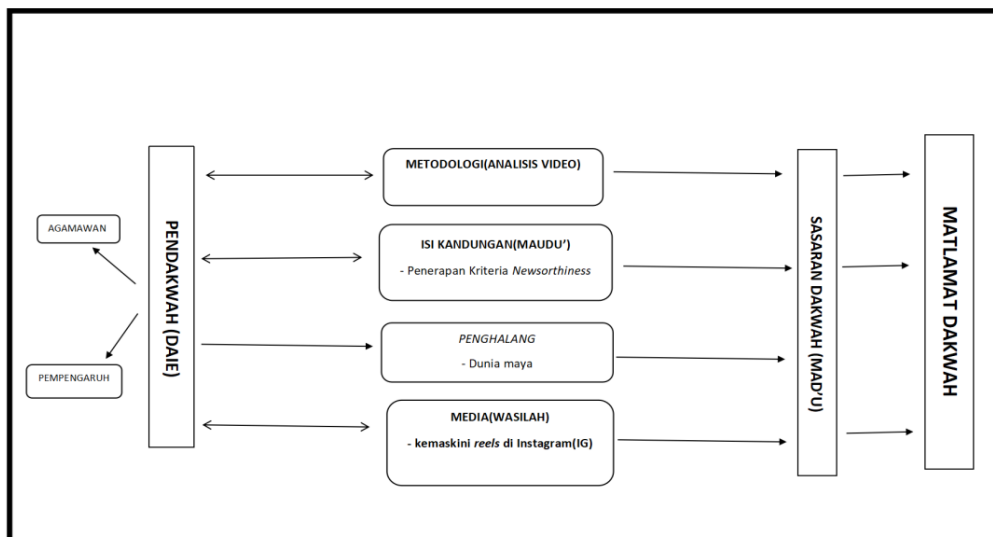 AGAMAWAN
PEMPENGARUH
PENDAKWAH (DAIE)
METODOLOGI(ANALISIS VIDEO)
ISI KANDUNGAN(MAUDU’)
- Penerapan Kriteria Newsorthiness
PENGHALANG
- Dunia maya
MEDIA(WASILAH)
- kemaskini reels di Instagram(IG)
SASARAN DAKWAH (MAD’U)
MATLAMAT DAKWAH